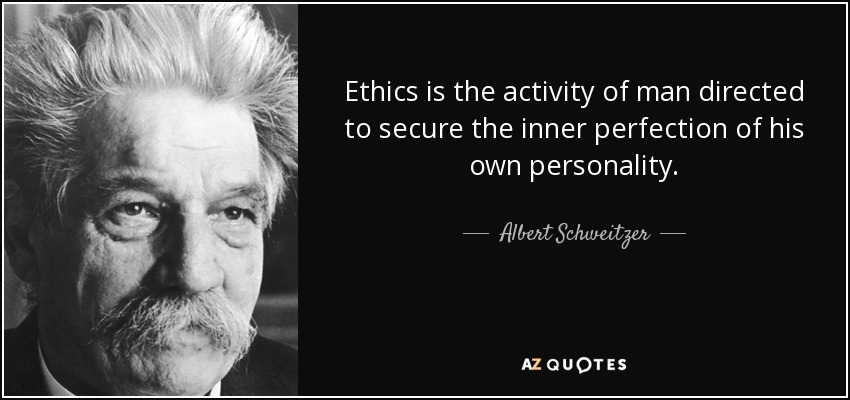 Ethics is the activity of man directed
to secure the inner perfection of his
own personality.
Albert Schweitzer
AZ QUOTES